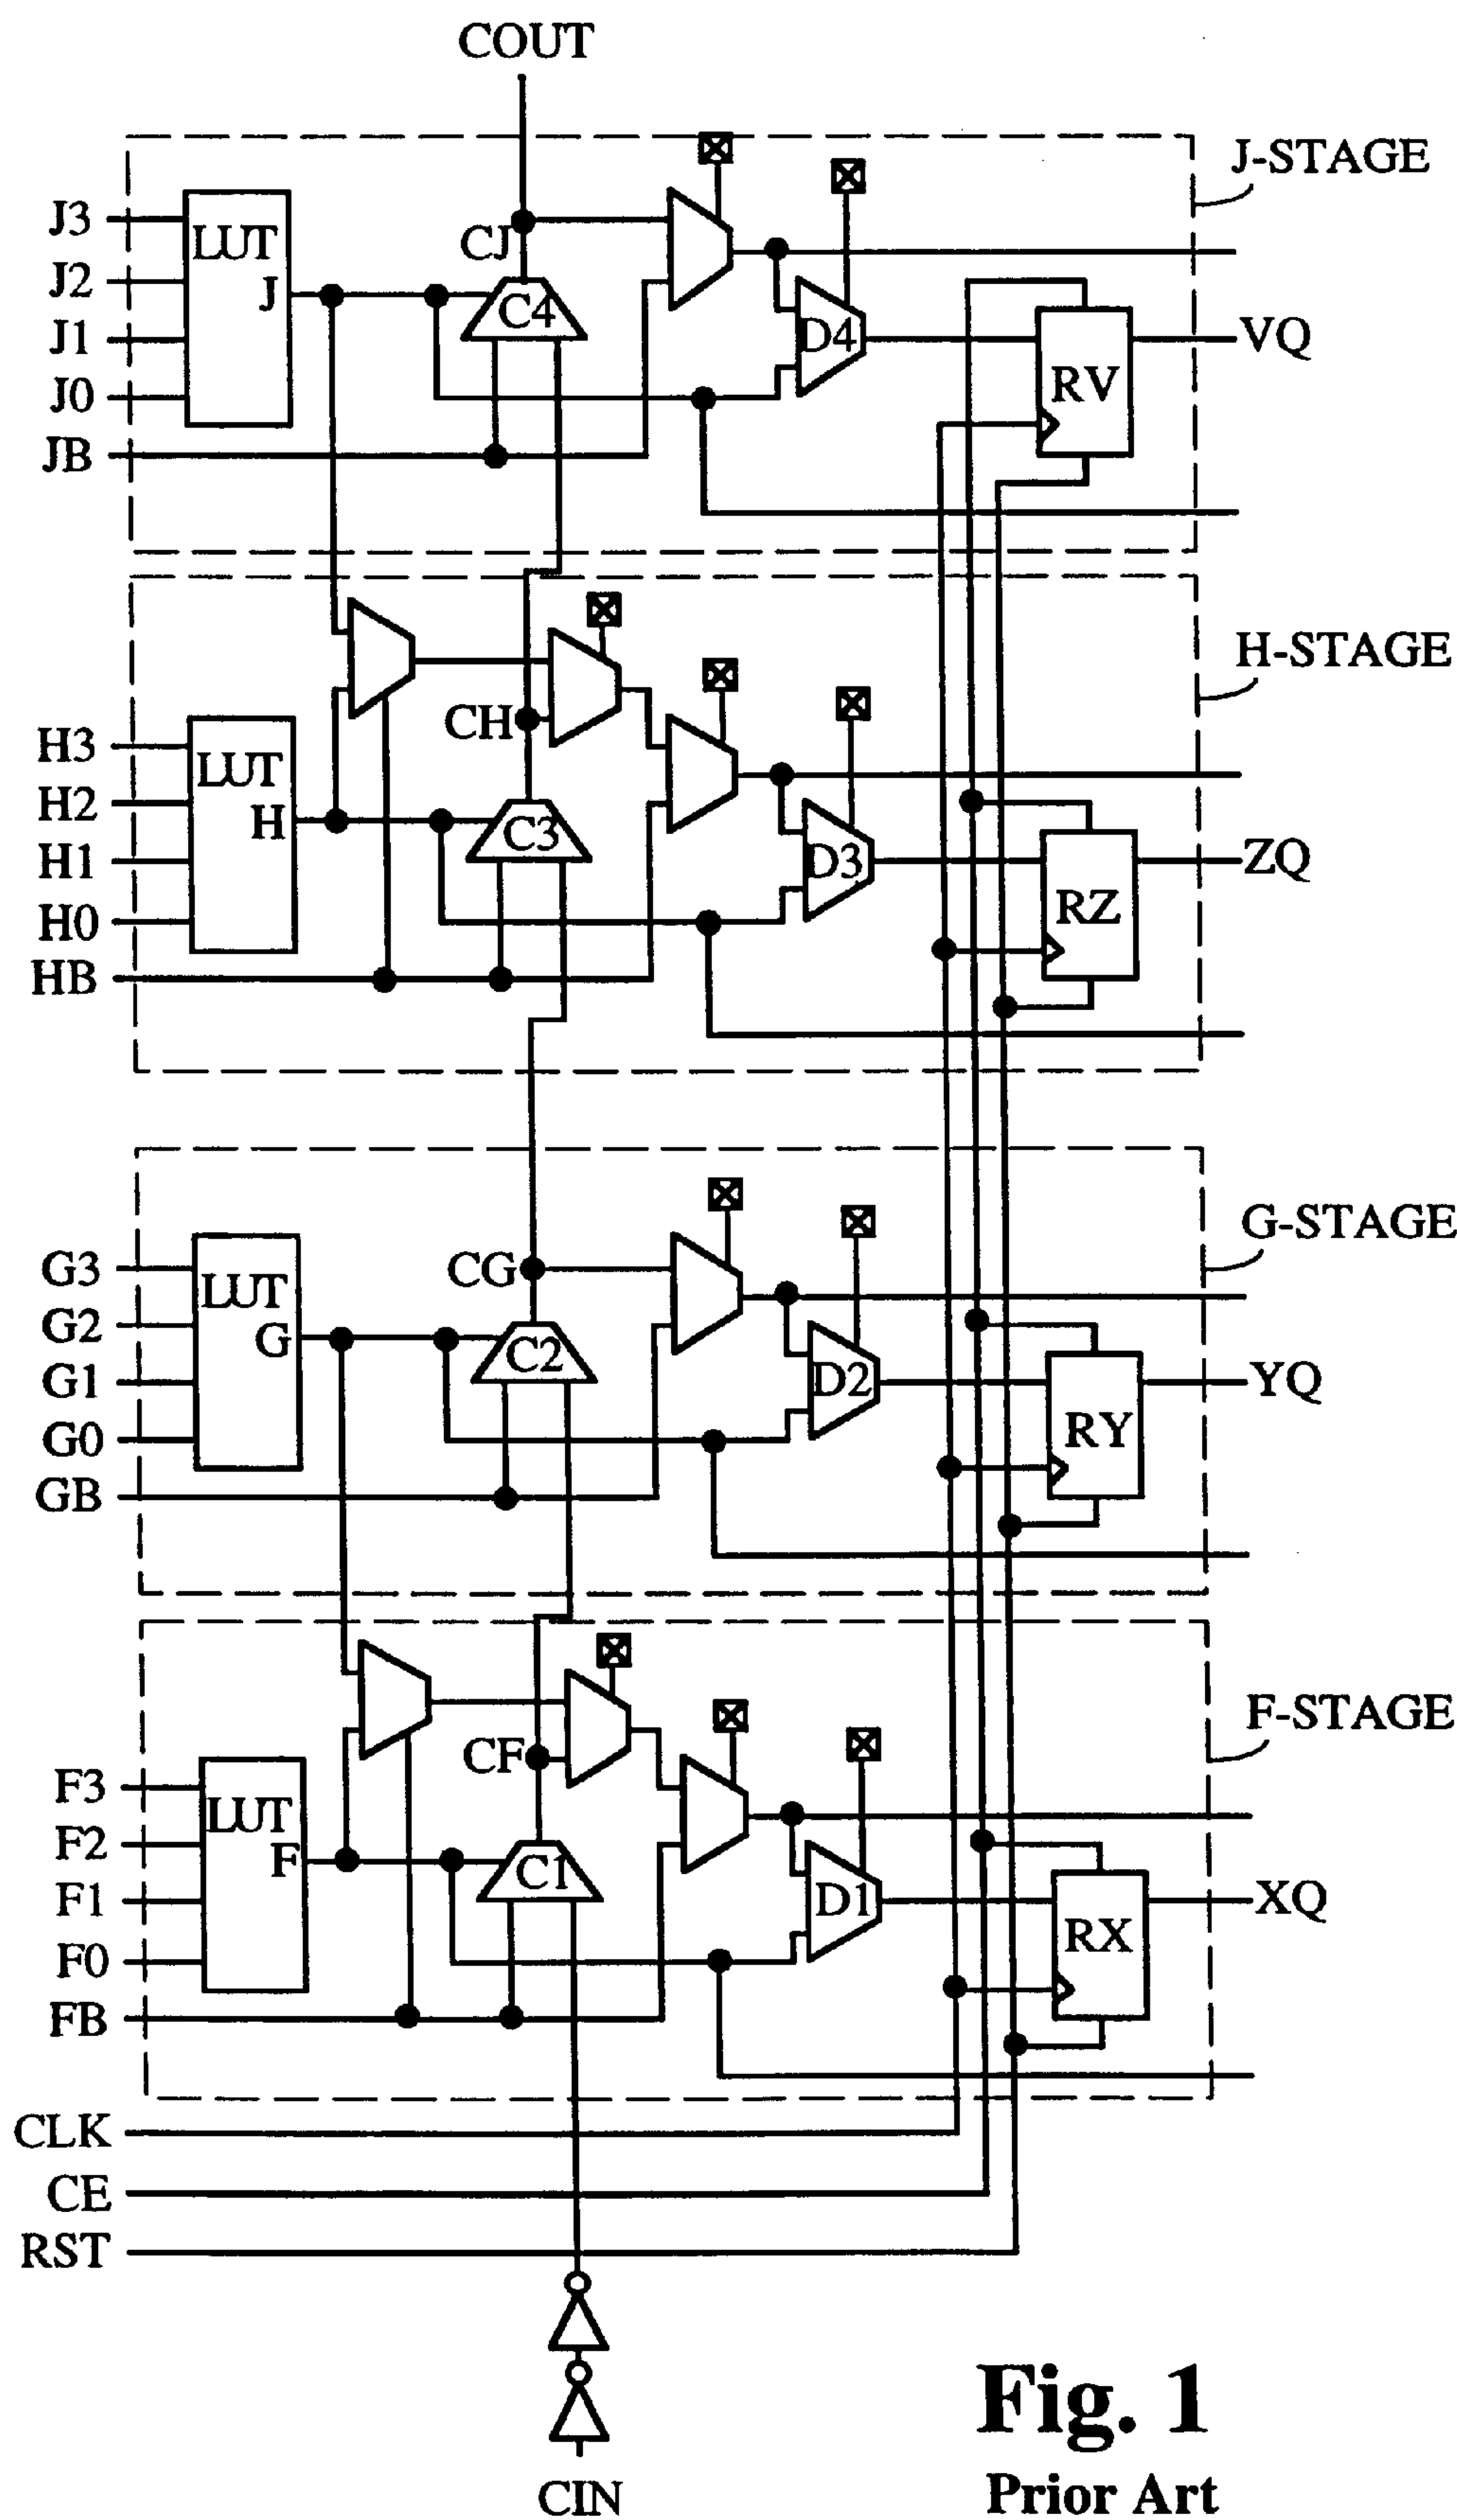 COUT
J-STAGE
J3
LUT
CJ
J2
J
C4
J1
D4
VQ
J0
RV
JB
H-STAGE
CH
H3
LUT
H2
H
C3
H1
D3
ZQ
H0
RZ
HB
G-STAGE
G3
CG
LUT
G2
G
C2
G1
D2
YQ
G0
RY
GB
F-STAGE
CF
F3
LUT
F2
F
C1
F1
D1
XQ
F0
RX
FB
CLK
CE
RST
CIN
Fig. 1
Prior Art